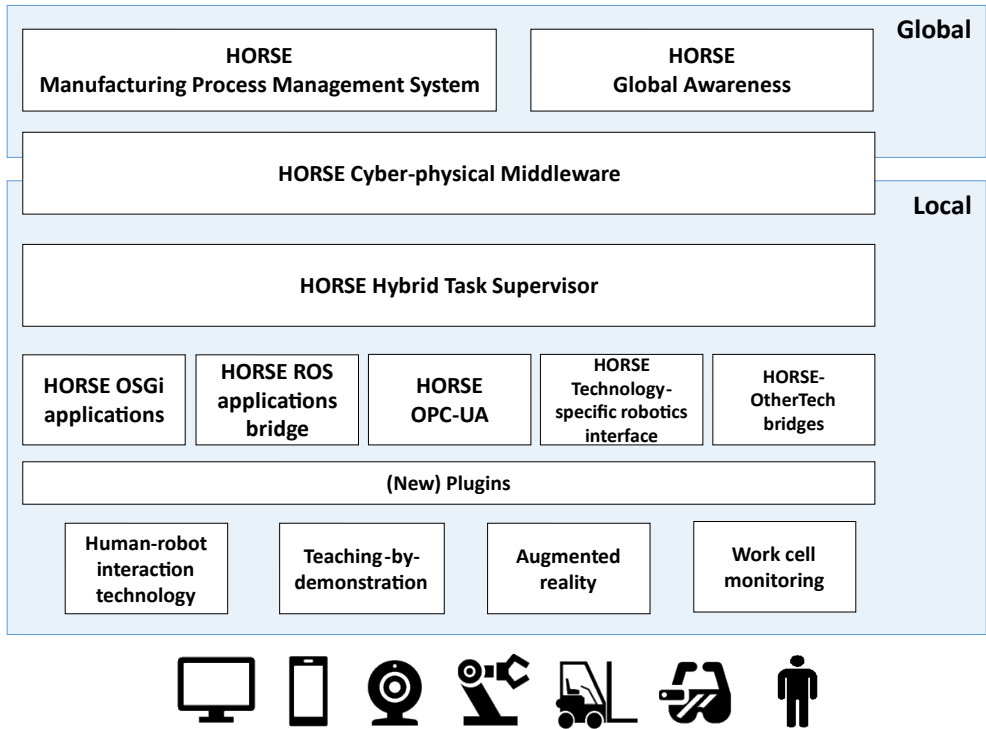 Global
HORSE
Manufacturing Process Management System
HORSE
Global Awareness
HORSE Cyber-physical Middleware
Local
HORSE Hybrid Task Supervisor
HORSE OSGi
applications
HORSE ROS
applications
bridge
HORSE
OPC-UA
HORSE
Technology-
specific robotics
interface
HORSE-
OtherTech
bridges
(New) Plugins
Human-robot
interaction
technology
Teaching-by-
demonstration
Augmented
reality
Work cell
monitoring